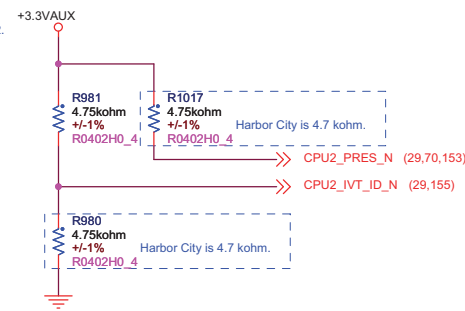 +3.3VAUX
2.
R981
4.75kohm
+/-1%
R0402H0_4
R1017
4.75kohm
+/-1%
R0402H0_4
Harbor City is 4.7 kohm.
CPU2_PRES_N (29,70,153)
CPU2_IVT_ID_N (29,155)
R980
4.75kohm
+/-1%
R0402H0_4
Harbor City is 4.7 kohm.